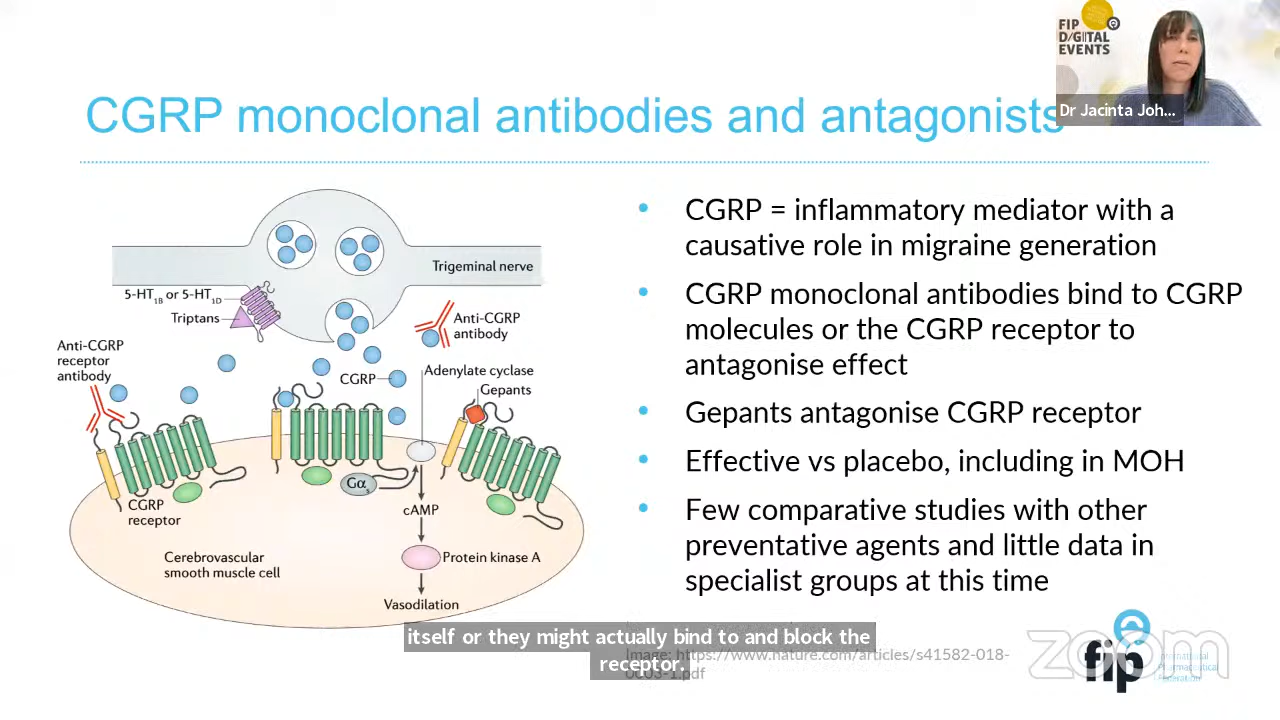 FIP
DIGITAL
EVENTS
Dr Jacinta Joh...
CGRP monoclonal antibodies and antagonists
Trigeminal nerve
5-HT1B or 5-HT1D
Triptans
Anti-CGRP
antibody
Anti-CGRP
receptor
antibody
Adenylate cyclase
CGRP
Gepants
Gαs
CGRP
receptor
cAMP
Cerebrovascular
smooth muscle cell
Protein kinase A
Vasodilation
• CGRP = inflammatory mediator with a
causative role in migraine generation
• CGRP monoclonal antibodies bind to CGRP
molecules or the CGRP receptor to
antagonise effect
• Gepants antagonise CGRP receptor
• Effective vs placebo, including in MOH
• Few comparative studies with other
preventative agents and little data in
specialist groups at this time
itself or they might actually bind to and block the
receptor.
Image: https://www.nature.com/articles/s41582-018-
0003-1.pdf
zoom
fip
International
Pharmaceutical
Federation